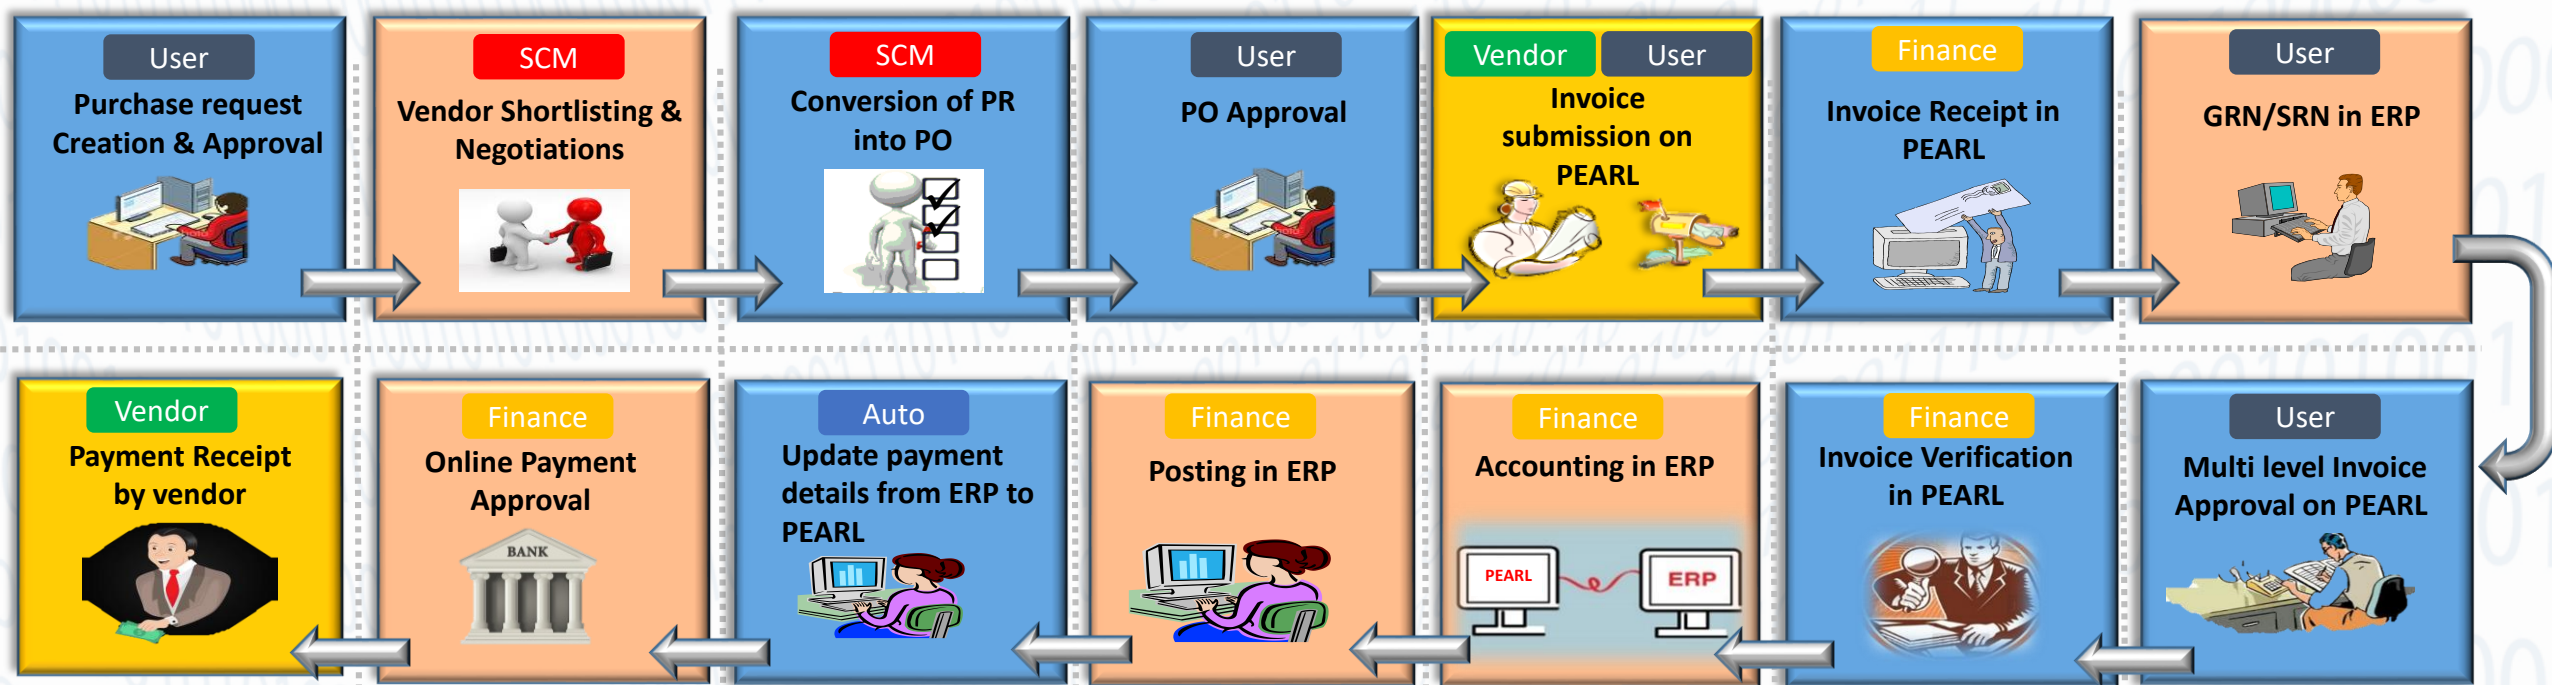 User
Purchase request
Creation & Approval
SCM
Vendor Shortlisting &
Negotiations
SCM
Conversion of PR
into PO
User
PO Approval
Vendor
User
Invoice
submission on
PEARL
Finance
Invoice Receipt in
PEARL
User
GRN/SRN in ERP
User
Multi level Invoice
Approval on PEARL
Finance
Invoice Verification
in PEARL
Finance
Accounting in ERP
PEARL
ERP
Finance
Posting in ERP
Auto
Update payment
details from ERP to
PEARL
Finance
Online Payment
Approval
BANK
Vendor
Payment Receipt
by vendor